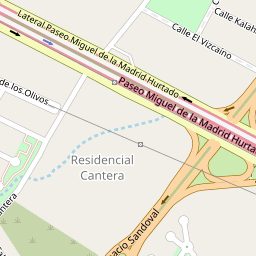 Calle Kalah
Calle El Vizcaíno
Lateral Paseo Miguel de la Madrid Hurtado
Paseo Miguel de la Madrid Hurta
de los Olivos
Residencial
Cantera
antera
acio Sandoval